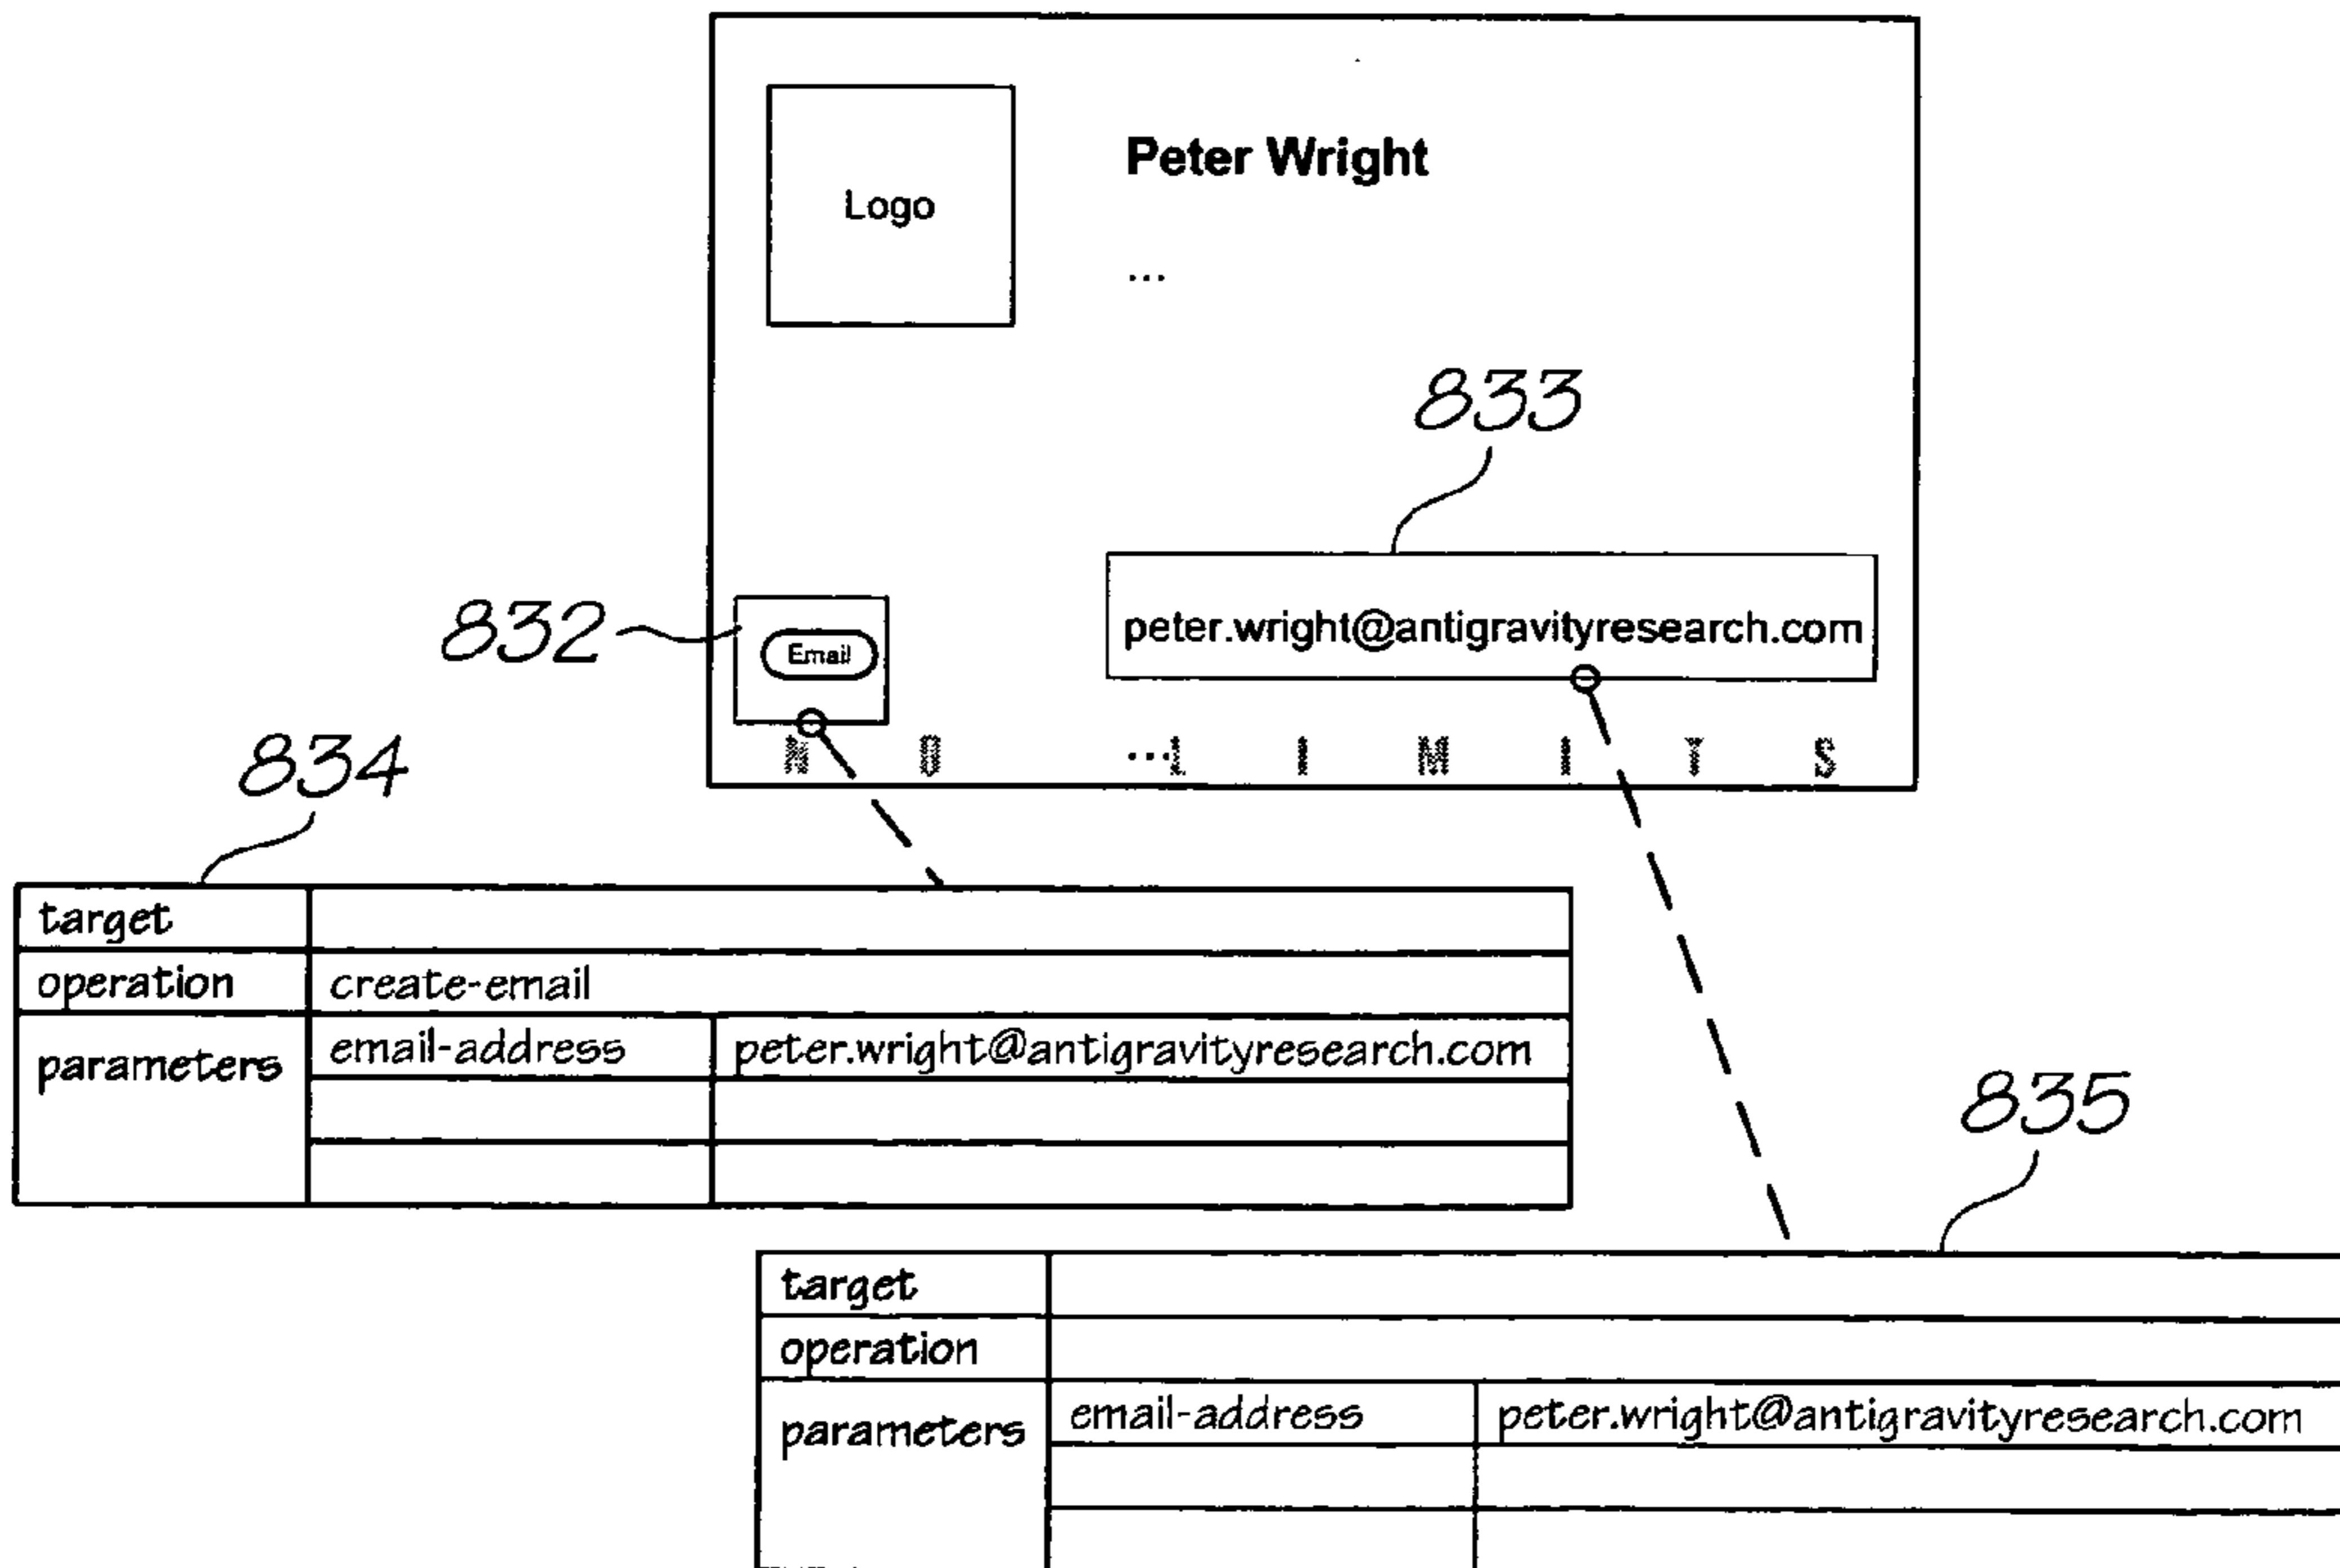 Peter Wright
Logo
...
833
832
Email
peter.wright@antigravityresearch.com
N O ...L I M I T S
834
target
operation create-email
parameters email-address peter.wright@antigravityresearch.com
835
target
operation
parameters email-address peter.wright@antigravityresearch.com